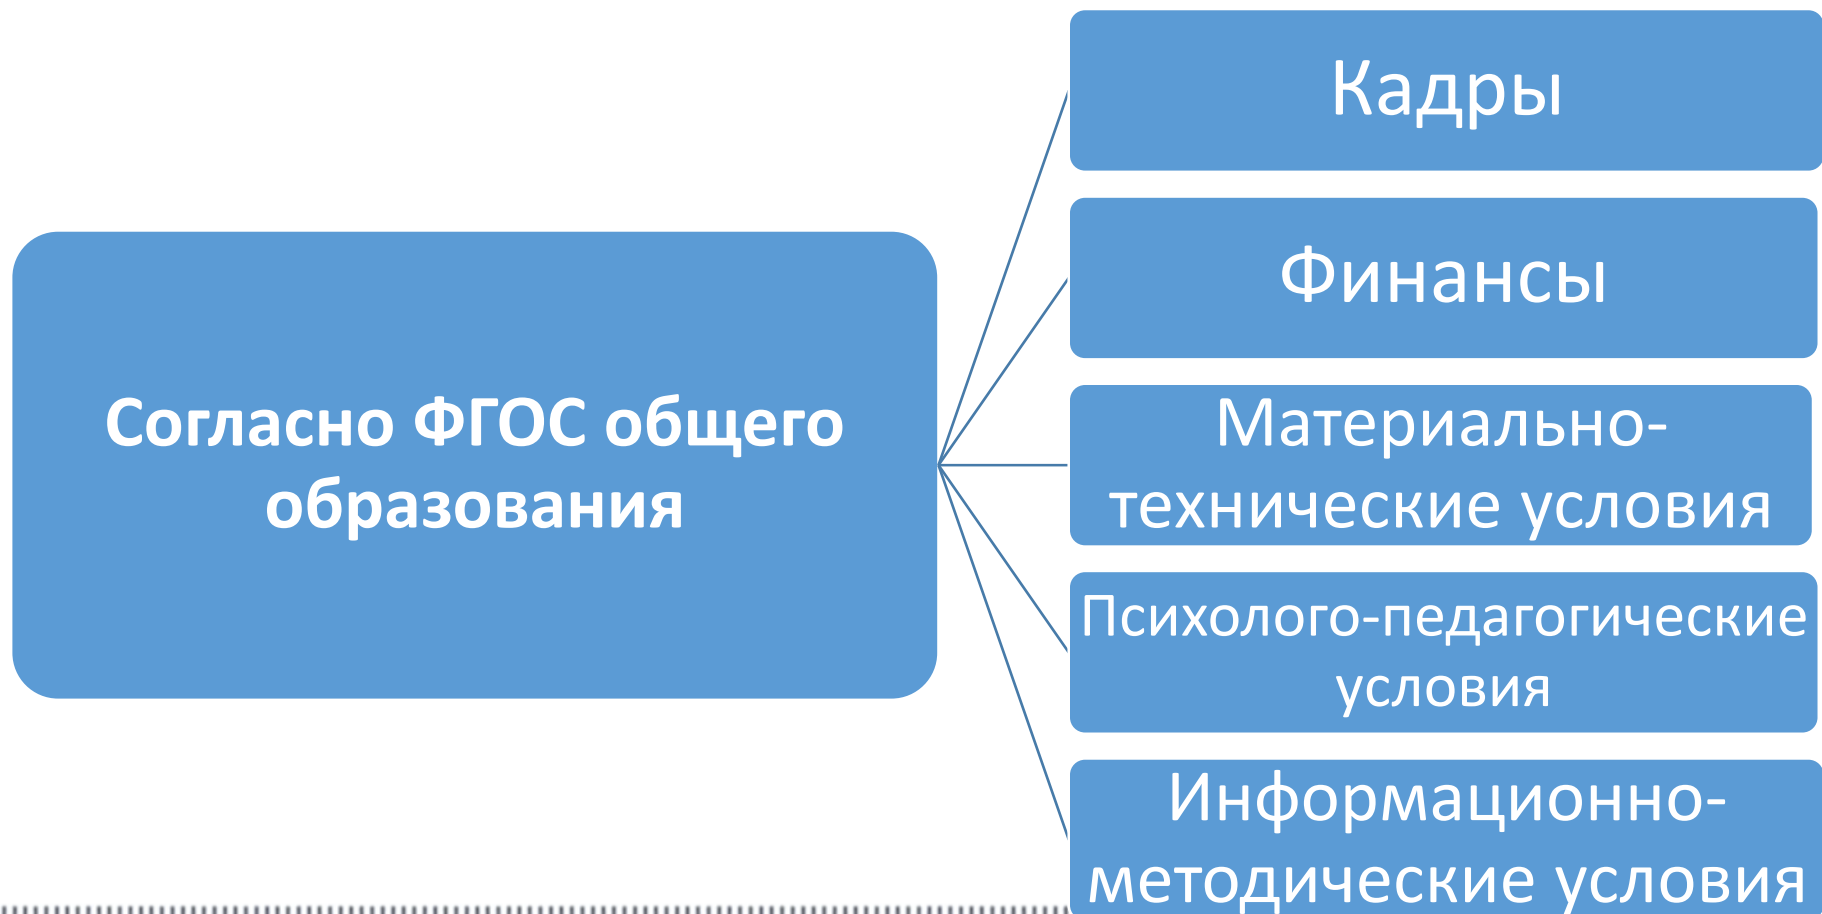 Согласно ФГОС общего
образования
Кадры
Финансы
Материально-
технические условия
Психолого-педагогические
условия
Информационно-
методические условия